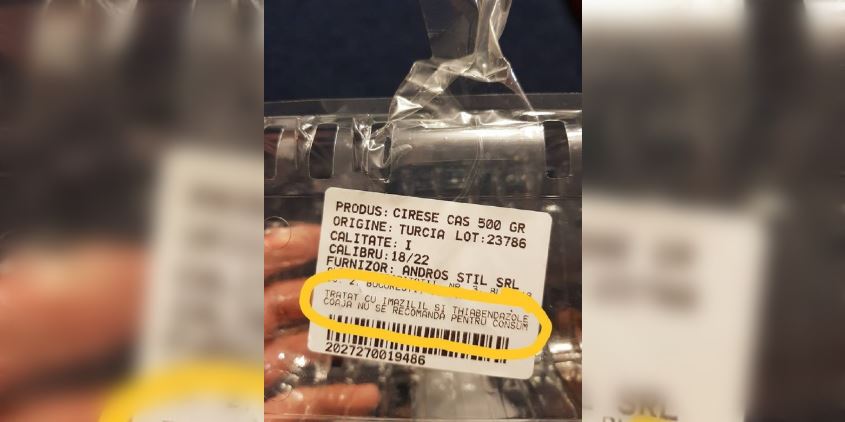 PRODUS: CIRESE CAS 500 GR
ORIGINE: TURCIA LOT:23786
CALITATE: I
CALIBRU:18/22
FURNIZOR: ANDROS STIL SRL
TRATAT CU IMAZILIL SI THIABENDAZOLE
COAJA NU SE RECOMANDA PENTRU CONSUM
2027270019486